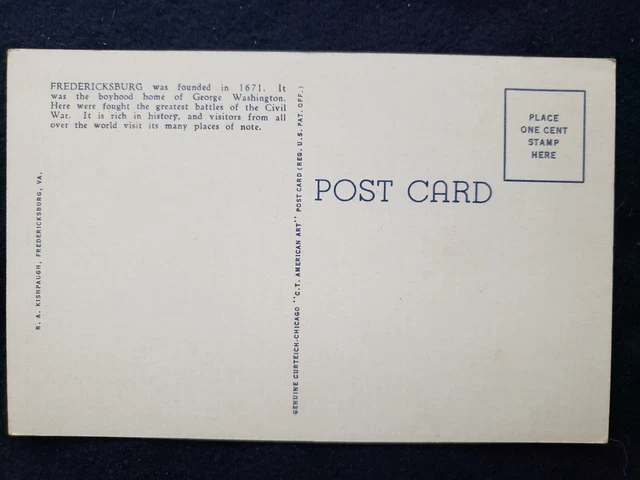 FREDERICKSBURG was founded in 1671. It
was the boyhood home of George Washington.
Here were fought the greatest battles of the Civil
War. It is rich in history, and visitors from all
over the world visit its many places of note.
R. A. KISHPAUGH, FREDERICKSBURG, VA.
GENUINE CURTEICH-CHICAGO "C.T. AMERICAN ART" POST CARD (REG. U.S. PAT. OFF.)
POST CARD
PLACE
ONE CENT
STAMP
HERE